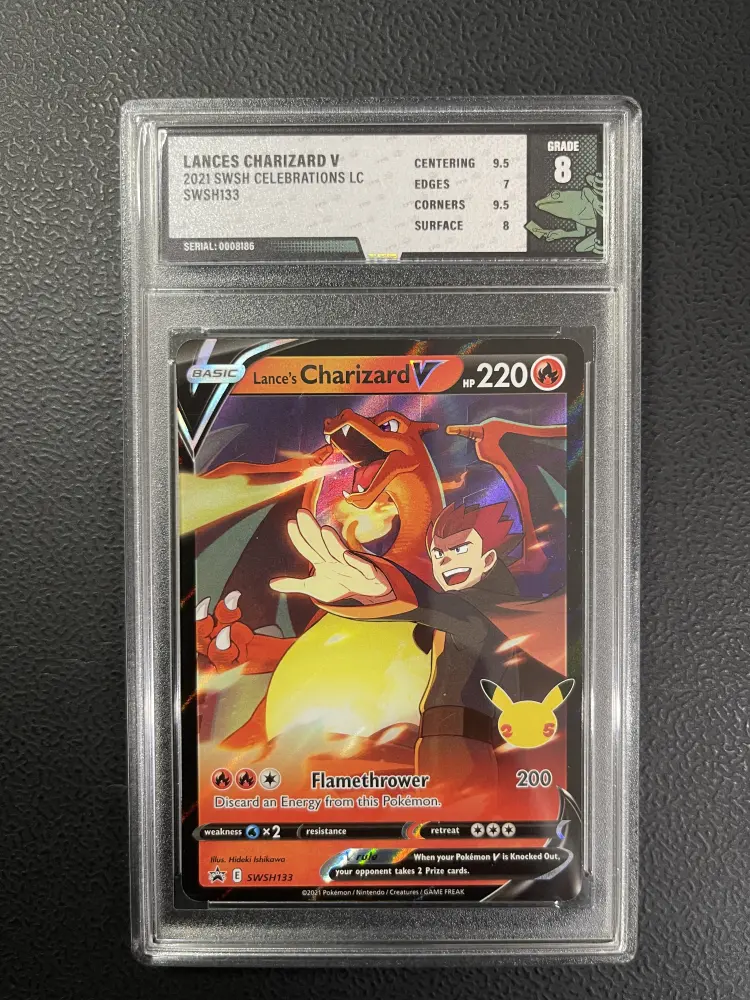 LANCES CHARIZARD V
2021 SWSH CELEBRATIONS LC
SWSH133
SERIAL: 0008186
CENTERING 9.5
EDGES 7
CORNERS 9.5
SURFACE 8
GRADE
8
BASIC
Lance's Charizard V
HP 220
25
Flamethrower 200
Discard an Energy from this Pokémon.
weakness ×2 resistance retreat
Illus. Hideki Ishikawa
V rule
When your Pokémon V is Knocked Out,
your opponent takes 2 Prize cards.
E SWSH133
©2021 Pokémon / Nintendo / Creatures / GAME FREAK